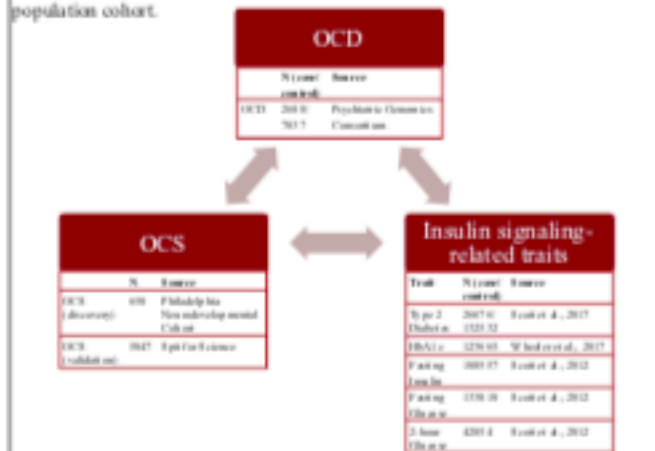 population cohort.
OCD
N (case/ Source
control)
OCD Psychiatric Genomics
Consortium
OCS
N Source
OCS Philadelphia
(discovery) Neurodevelopmental
Cohort
OCS Spit for Science
(validation)
Insulin signaling-
related traits
Trait N (case/ Source
control)
Type 2 Scott et al., 2017
Diabetes
HbA1c Wheeler et al., 2017
Fasting Scott et al., 2012
Insulin
Fasting Scott et al., 2012
Glucose
2-hour Scott et al., 2012
Glucose